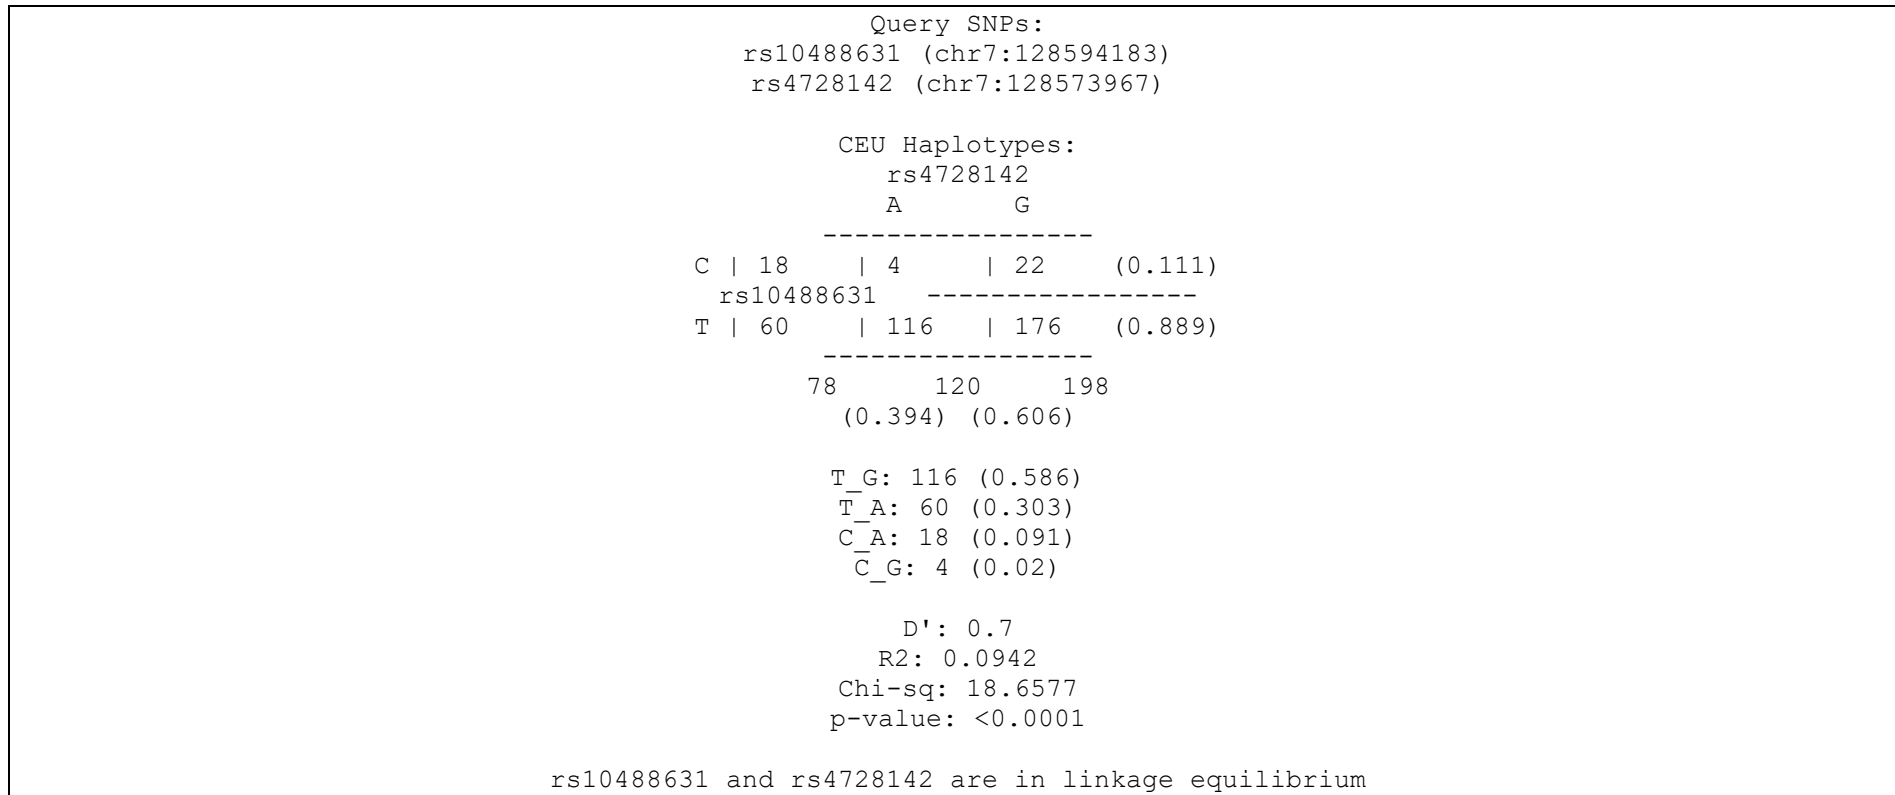 Query SNPs:
rs10488631 (chr7:128594183)
rs4728142 (chr7:128573967)
CEU Haplotypes:
rs4728142
A G
-----------------
C | 18 | 4 | 22 (0.111)
rs10488631 -----------------
T | 60 | 116 | 176 (0.889)
-----------------
78 120 198
(0.394) (0.606)
T_G: 116 (0.586)
T_A: 60 (0.303)
C_A: 18 (0.091)
C_G: 4 (0.02)
D': 0.7
R2: 0.0942
Chi-sq: 18.6577
p-value: <0.0001
rs10488631 and rs4728142 are in linkage equilibrium